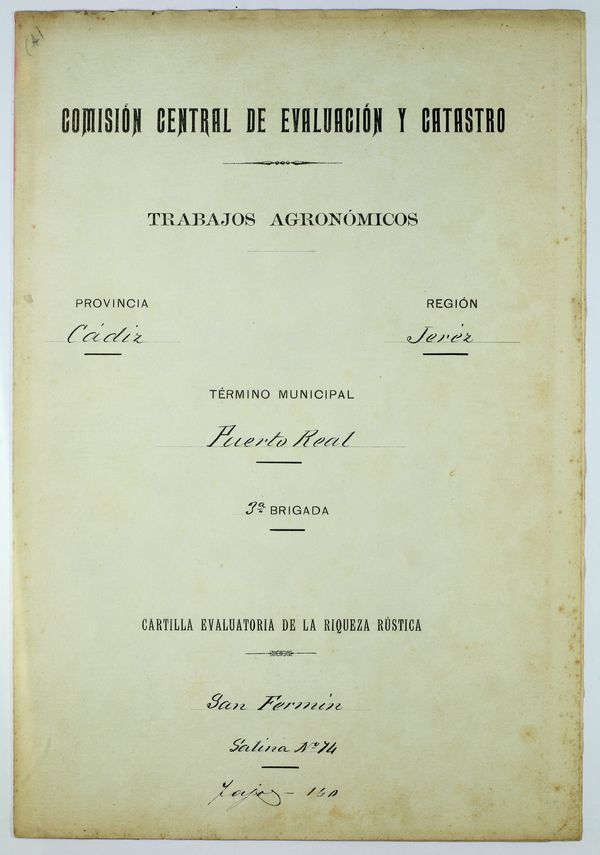 (A)
COMISIÓN CENTRAL DE EVALUACIÓN Y CATASTRO
TRABAJOS AGRONÓMICOS
PROVINCIA
Cádiz
REGIÓN
Jeréz
TÉRMINO MUNICIPAL
Puerto Real
3ª BRIGADA
CARTILLA EVALUATORIA DE LA RIQUEZA RÚSTICA
San Fermín
Salina Nº 74